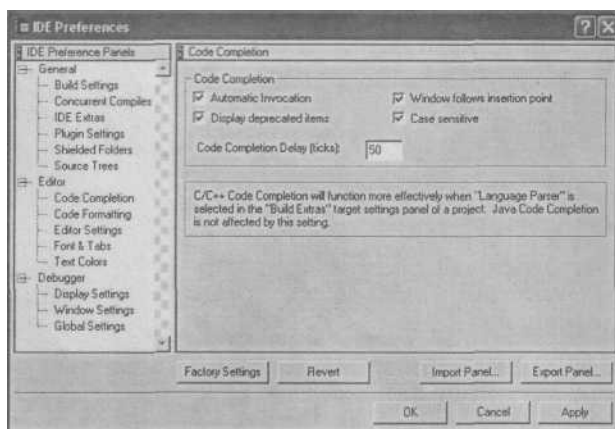 IDE Preferences
IDE Preference Panels
General
Build Settings
Concurrent Compiles
IDE Extras
Plugin Settings
Shielded Folders
Source Trees
Editor
Code Completion
Code Formatting
Editor Settings
Font & Tabs
Text Colors
Debugger
Display Settings
Window Settings
Global Settings
Code Completion
Code Completion
Automatic Invocation
Window follows insertion point
Display deprecated items
Case sensitive
Code Completion Delay (ticks):
50
C/C++ Code Completion will function more effectively when "Language Parser" is
selected in the "Build Extras" target settings panel of a project. Java Code Completion
is not affected by this setting.
Factory Settings
Revert
Import Panel...
Export Panel...
OK
Cancel
Apply